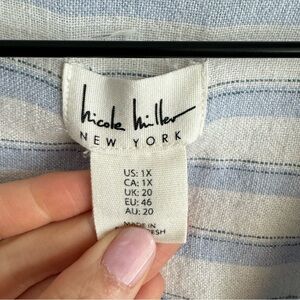 nicole miller
NEW YORK
US: 1X
CA: 1X
UK: 20
EU: 46
AU: 20
MADE IN